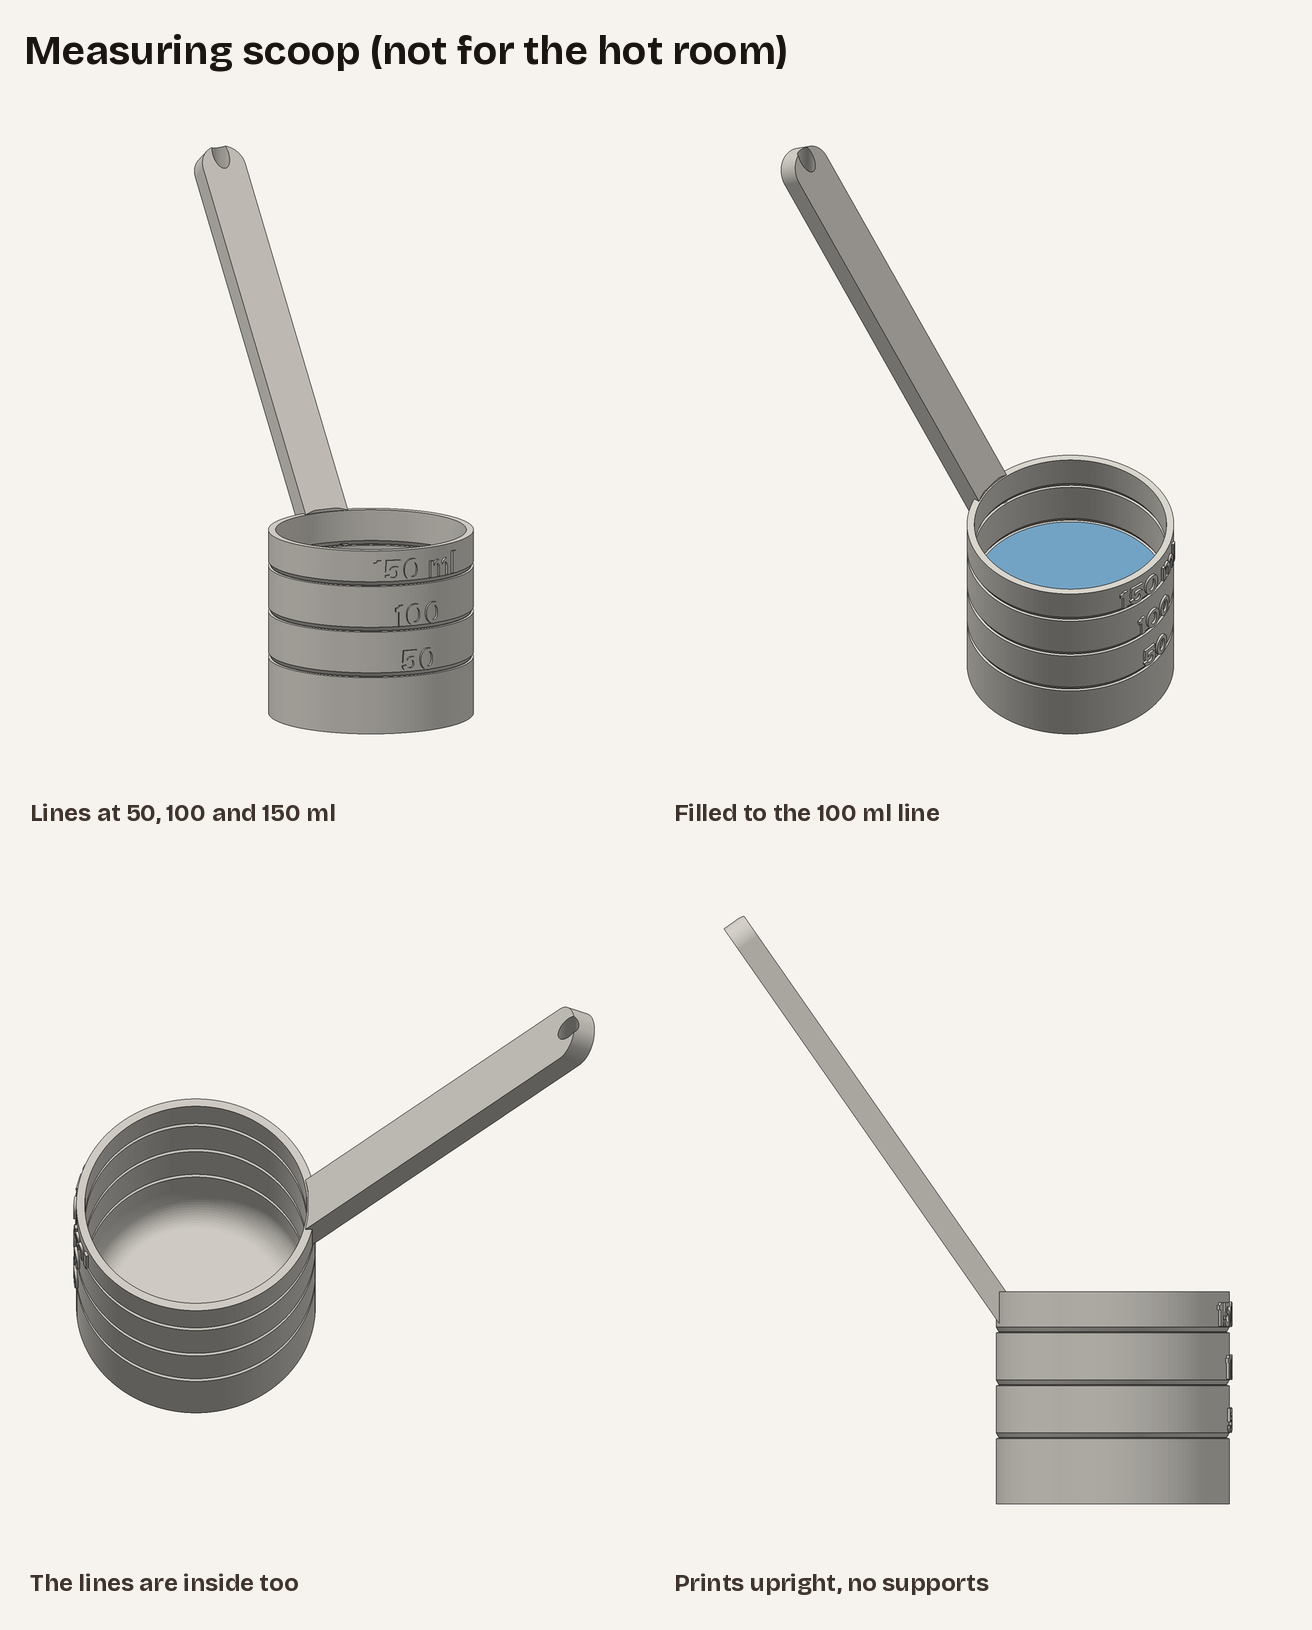 Measuring scoop (not for the hot room)
150 ml
100
50
150 m
100
50
Lines at 50, 100 and 150 ml
Filled to the 100 ml line
The lines are inside too
Prints upright, no supports